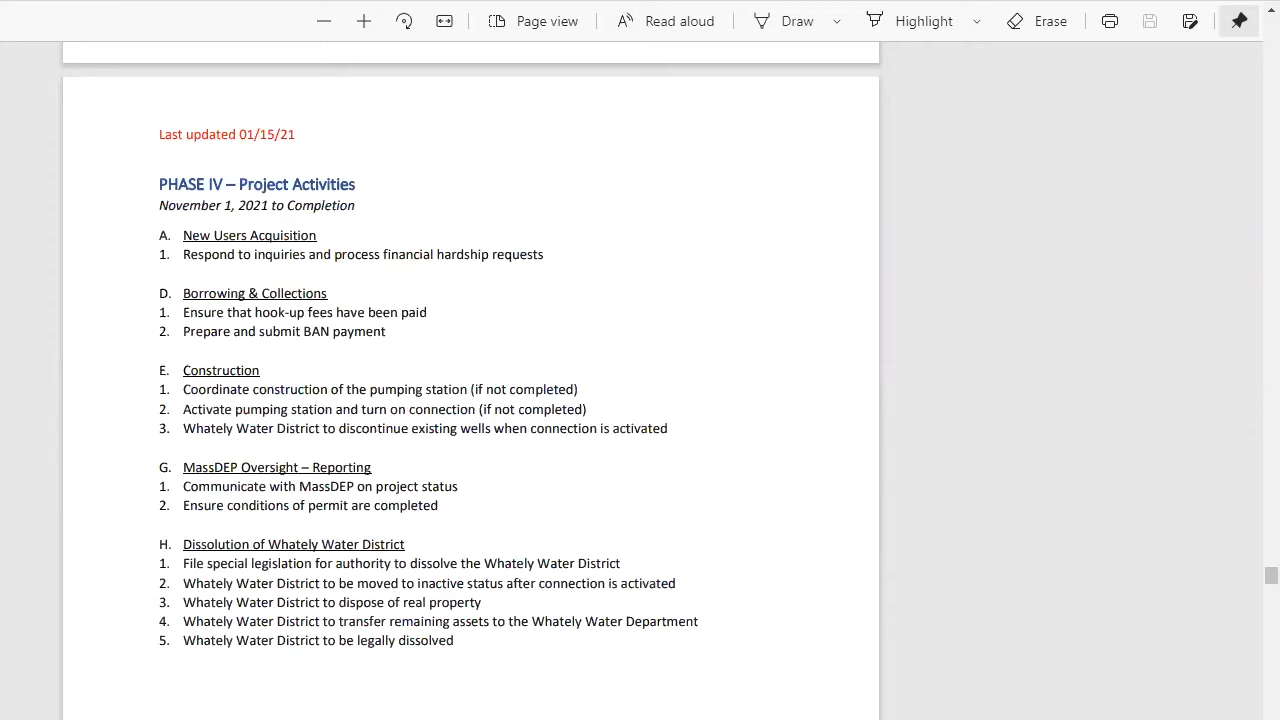 Page view
Read aloud
Draw
Highlight
Erase
Last updated 01/15/21
PHASE IV – Project Activities
November 1, 2021 to Completion
A. New Users Acquisition
1. Respond to inquiries and process financial hardship requests
D. Borrowing & Collections
1. Ensure that hook-up fees have been paid
2. Prepare and submit BAN payment
E. Construction
1. Coordinate construction of the pumping station (if not completed)
2. Activate pumping station and turn on connection (if not completed)
3. Whately Water District to discontinue existing wells when connection is activated
G. MassDEP Oversight – Reporting
1. Communicate with MassDEP on project status
2. Ensure conditions of permit are completed
H. Dissolution of Whately Water District
1. File special legislation for authority to dissolve the Whately Water District
2. Whately Water District to be moved to inactive status after connection is activated
3. Whately Water District to dispose of real property
4. Whately Water District to transfer remaining assets to the Whately Water Department
5. Whately Water District to be legally dissolved